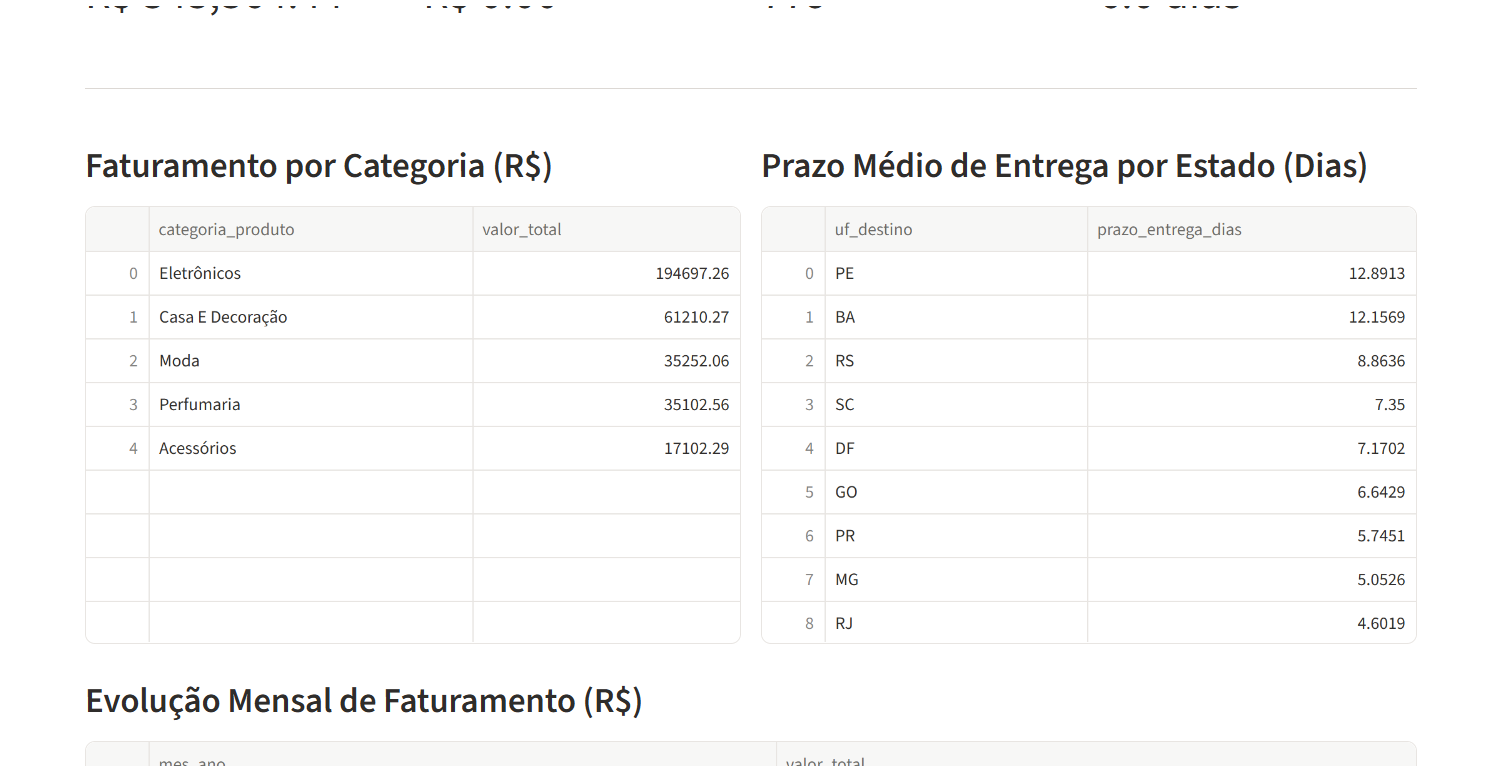 Faturamento por Categoria (R$)
categoria_produto valor_total
0 Eletrônicos 194697.26
1 Casa E Decoração 61210.27
2 Moda 35252.06
3 Perfumaria 35102.56
4 Acessórios 17102.29
Prazo Médio de Entrega por Estado (Dias)
uf_destino prazo_entrega_dias
0 PE 12.8913
1 BA 12.1569
2 RS 8.8636
3 SC 7.35
4 DF 7.1702
5 GO 6.6429
6 PR 5.7451
7 MG 5.0526
8 RJ 4.6019
Evolução Mensal de Faturamento (R$)
mes_ano valor_total